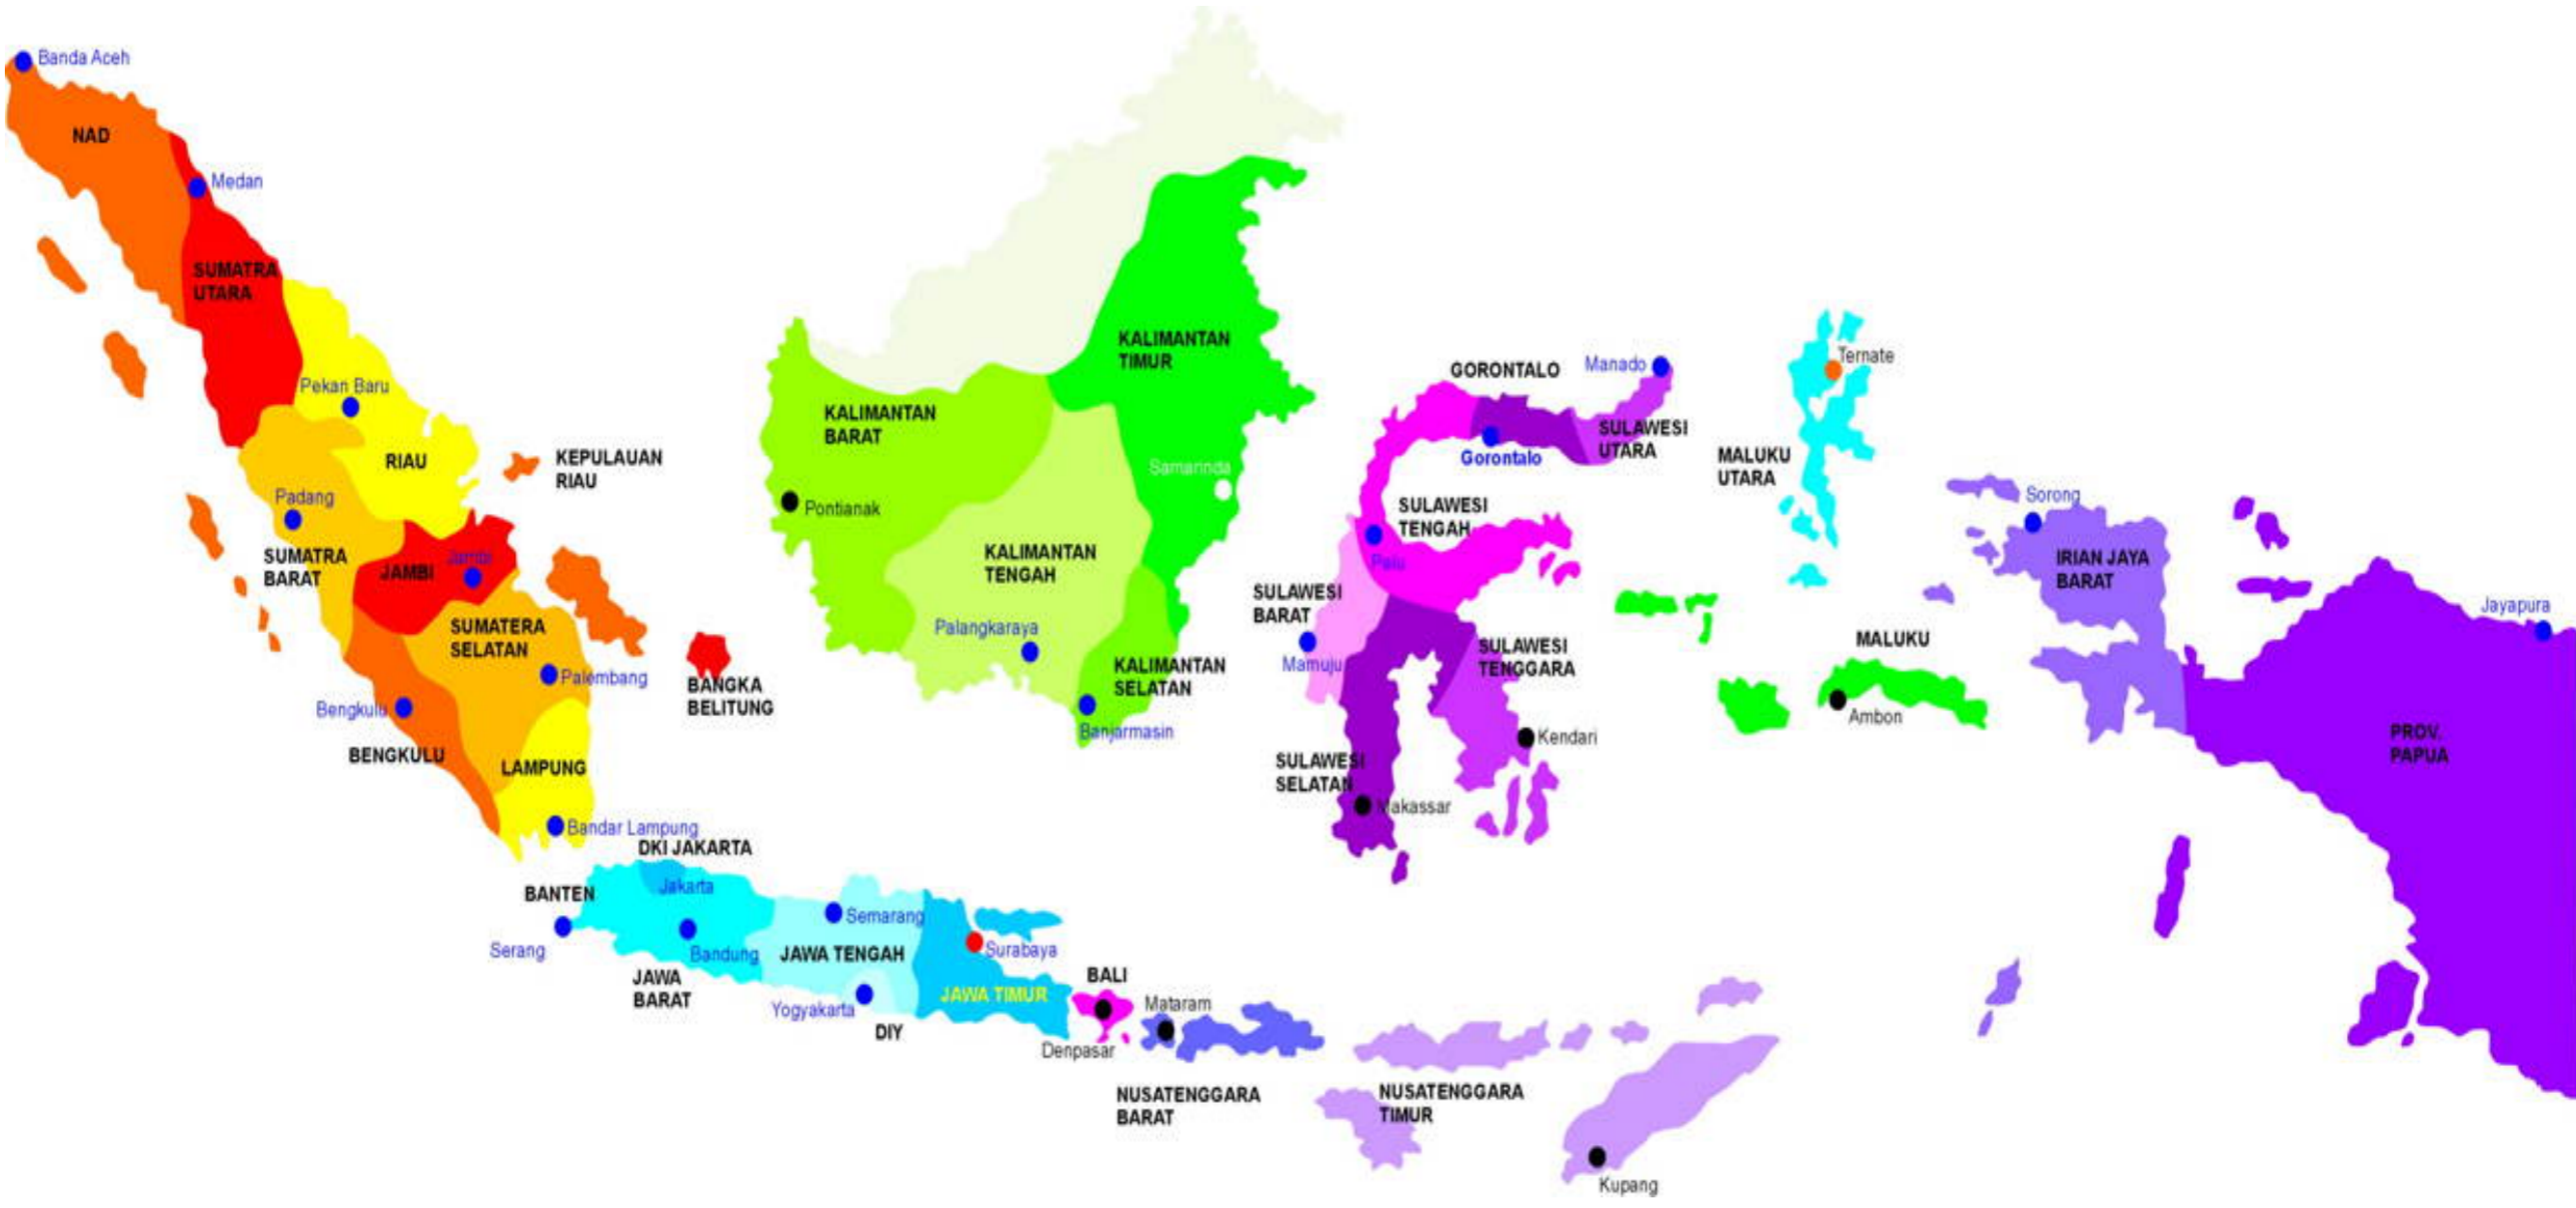 Banda Aceh
NAD
Medan
SUMATRA
UTARA
Pekan Baru
RIAU
KEPULAUAN
RIAU
Padang
SUMATRA
BARAT
Jambi
JAMBI
SUMATERA
SELATAN
Palembang
BANGKA
BELITUNG
Bengkulu
BENGKULU
LAMPUNG
Bandar Lampung
DKI JAKARTA
Jakarta
BANTEN
Serang
Bandung
JAWA
BARAT
Semarang
JAWA TENGAH
Yogyakarta
DIY
Surabaya
JAWA TIMUR
BALI
Denpasar
Mataram
NUSATENGGARA
BARAT
NUSATENGGARA
TIMUR
Kupang
KALIMANTAN
BARAT
Pontianak
KALIMANTAN
TENGAH
Palangkaraya
KALIMANTAN
TIMUR
Samarinda
KALIMANTAN
SELATAN
Banjarmasin
GORONTALO
Manado
Gorontalo
SULAWESI
UTARA
SULAWESI
TENGAH
Palu
SULAWESI
BARAT
Mamuju
SULAWESI
TENGGARA
Kendari
SULAWESI
SELATAN
Makassar
Ternate
MALUKU
UTARA
MALUKU
Ambon
Sorong
IRIAN JAYA
BARAT
Jayapura
PROV.
PAPUA